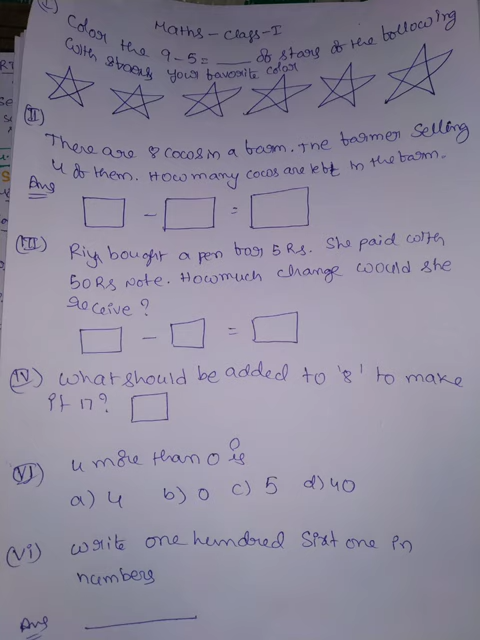 Maths - Class - I
I) Color the 9-5= ___ of stars of the following
with stars your favorite color
II)
There are 8 cocos in a farm. The farmer selling
4 of them. How many cocos are left in the farm.
Ans
- =
III) Riya bought a pen for 5 Rs. She paid with
50 Rs Note. How much change would she
receive?
- =
IV) What should be added to '8' to make
it 17?
VI) 4 more than 0 is
a) 4 b) 0 c) 5 d) 40
(Vi) write one hundred sixt one in
numbers
Ans ___